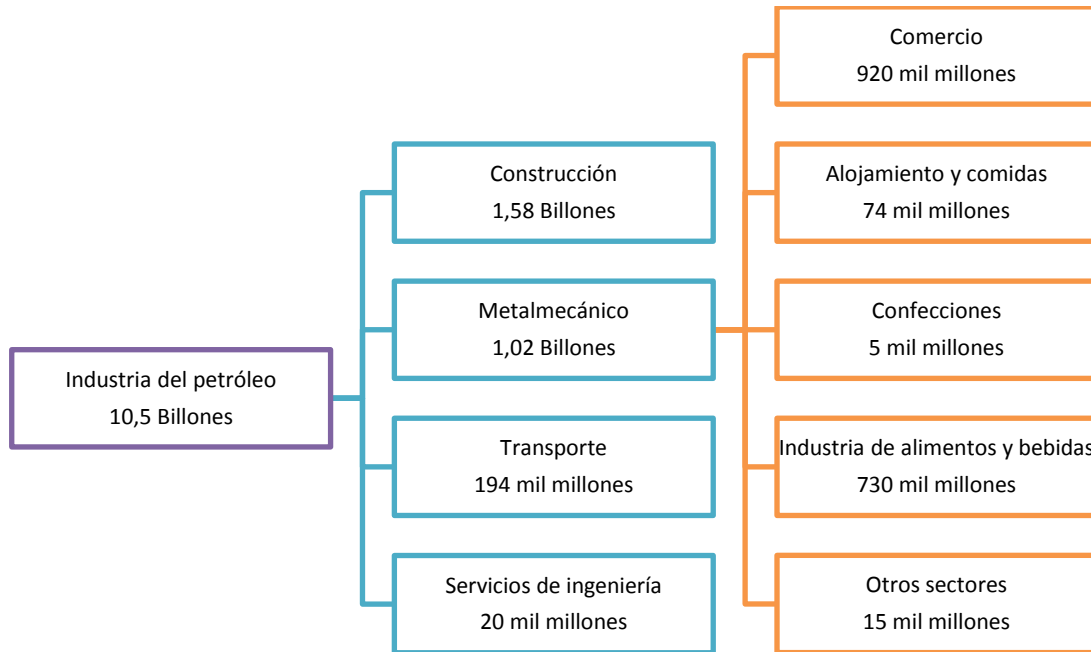 Industria del petróleo
10,5 Billones
Construcción
1,58 Billones
Metalmecánico
1,02 Billones
Transporte
194 mil millones
Servicios de ingeniería
20 mil millones
Comercio
920 mil millones
Alojamiento y comidas
74 mil millones
Confecciones
5 mil millones
Industria de alimentos y bebidas
730 mil millones
Otros sectores
15 mil millones